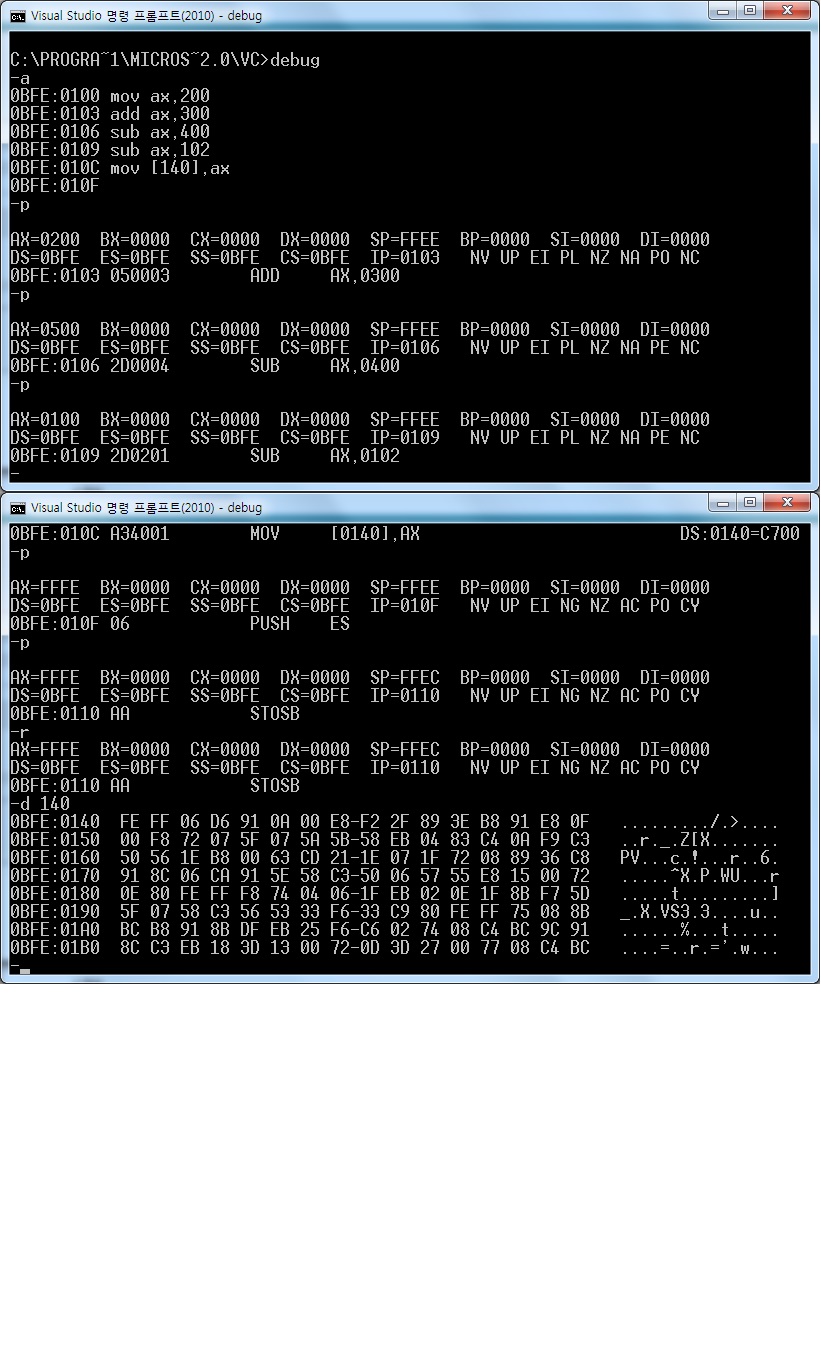 Visual Studio 명령 프롬프트(2010) - debug
C:\PROGRA~1\MICROS~2.0\VC>debug
-a
0BFE:0100 mov ax,200
0BFE:0103 add ax,300
0BFE:0106 sub ax,400
0BFE:0109 sub ax,102
0BFE:010C mov [140],ax
0BFE:010F
-p
AX=0200  BX=0000  CX=0000  DX=0000  SP=FFEE  BP=0000  SI=0000  DI=0000
DS=0BFE  ES=0BFE  SS=0BFE  CS=0BFE  IP=0103   NV UP EI PL NZ NA PO NC
0BFE:0103 050003        ADD     AX,0300
-p
AX=0500  BX=0000  CX=0000  DX=0000  SP=FFEE  BP=0000  SI=0000  DI=0000
DS=0BFE  ES=0BFE  SS=0BFE  CS=0BFE  IP=0106   NV UP EI PL NZ NA PE NC
0BFE:0106 2D0004        SUB     AX,0400
-p
AX=0100  BX=0000  CX=0000  DX=0000  SP=FFEE  BP=0000  SI=0000  DI=0000
DS=0BFE  ES=0BFE  SS=0BFE  CS=0BFE  IP=0109   NV UP EI PL NZ NA PE NC
0BFE:0109 2D0201        SUB     AX,0102
-
Visual Studio 명령 프롬프트(2010) - debug
0BFE:010C A34001        MOV     [0140],AX                          DS:0140=C700
-p
AX=FFFE  BX=0000  CX=0000  DX=0000  SP=FFEE  BP=0000  SI=0000  DI=0000
DS=0BFE  ES=0BFE  SS=0BFE  CS=0BFE  IP=010F   NV UP EI NG NZ AC PO CY
0BFE:010F 06            PUSH    ES
-p
AX=FFFE  BX=0000  CX=0000  DX=0000  SP=FFEC  BP=0000  SI=0000  DI=0000
DS=0BFE  ES=0BFE  SS=0BFE  CS=0BFE  IP=0110   NV UP EI NG NZ AC PO CY
0BFE:0110 AA            STOSB
-r
AX=FFFE  BX=0000  CX=0000  DX=0000  SP=FFEC  BP=0000  SI=0000  DI=0000
DS=0BFE  ES=0BFE  SS=0BFE  CS=0BFE  IP=0110   NV UP EI NG NZ AC PO CY
0BFE:0110 AA            STOSB
-d 140
0BFE:0140  FE FF 06 D6 91 0A 00 E8-F2 2F 89 3E B8 91 E8 0F   ........./.>....
0BFE:0150  00 F8 72 07 5F 07 5A 5B-58 EB 04 83 C4 0A F9 C3   ..r._.Z[X.......
0BFE:0160  50 56 1E B8 00 63 CD 21-1E 07 1F 72 08 89 36 C8   PV...c.!...r..6.
0BFE:0170  91 8C 06 CA 91 5E 58 C3-50 06 57 55 E8 15 00 72   .....^X.P.WU...r
0BFE:0180  0E 80 FE FF F8 74 04 06-1F EB 02 0E 1F 8B F7 5D   .....t.........]
0BFE:0190  5F 07 58 C3 56 53 33 F6-33 C9 80 FE FF 75 08 8B   _.X.VS3.3....u..
0BFE:01A0  BC B8 91 8B DF EB 25 F6-C6 02 74 08 C4 BC 9C 91   ......%...t.....
0BFE:01B0  8C C3 EB 18 3D 13 00 72-0D 3D 27 00 77 08 C4 BC   ....=..r.='.w...
-